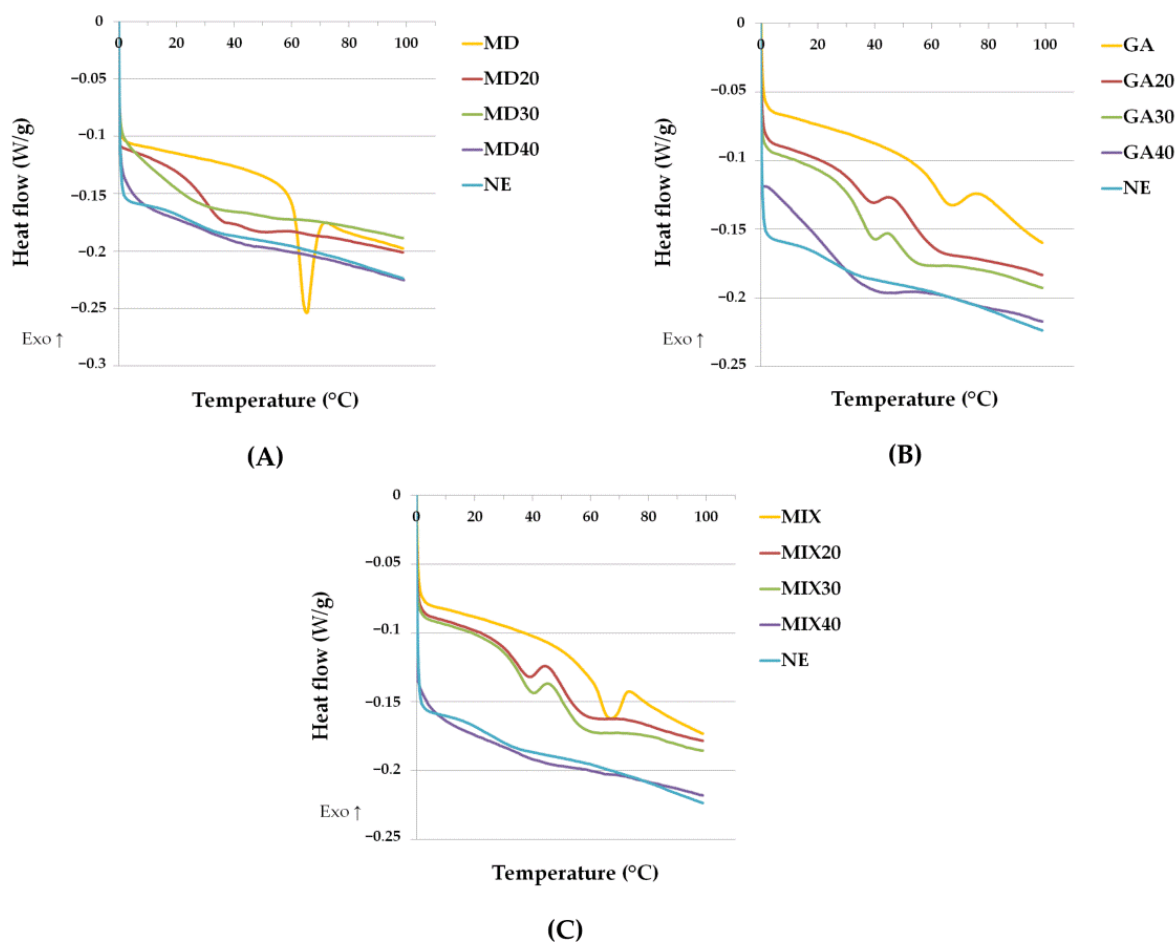 0
0 20 40 60 80 100
−0.05
−0.1
−0.15
−0.2
−0.25
−0.3
Heat flow (W/g)
Exo ↑
Temperature (°C)
MD
MD20
MD30
MD40
NE
(A)
0
0 20 40 60 80 100
−0.05
−0.1
−0.15
−0.2
−0.25
Heat flow (W/g)
Exo ↑
Temperature (°C)
GA
GA20
GA30
GA40
NE
(B)
0
0 20 40 60 80 100
−0.05
−0.1
−0.15
−0.2
−0.25
Heat flow (W/g)
Exo ↑
Temperature (°C)
MIX
MIX20
MIX30
MIX40
NE
(C)